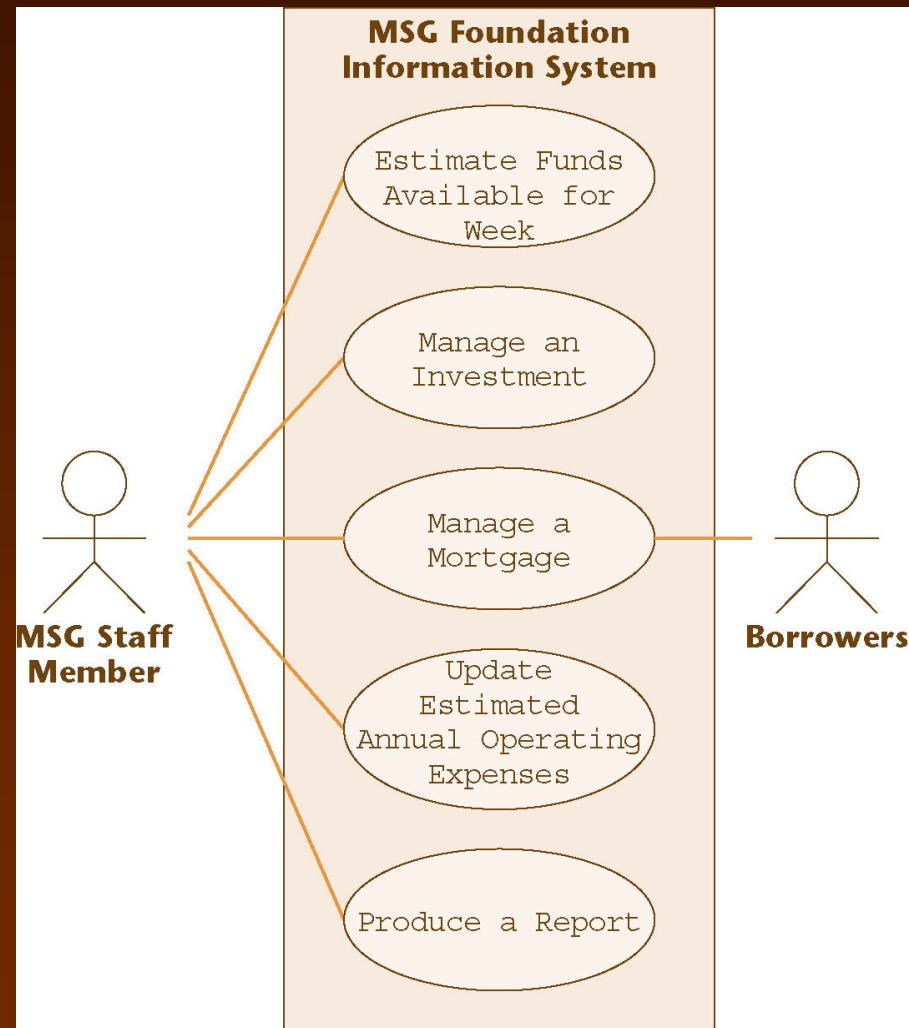 MSG Foundation
Information System
Estimate Funds
Available for
Week
Manage an
Investment
Manage a
Mortgage
MSG Staff
Member
Borrowers
Update
Estimated
Annual Operating
Expenses
Produce a Report